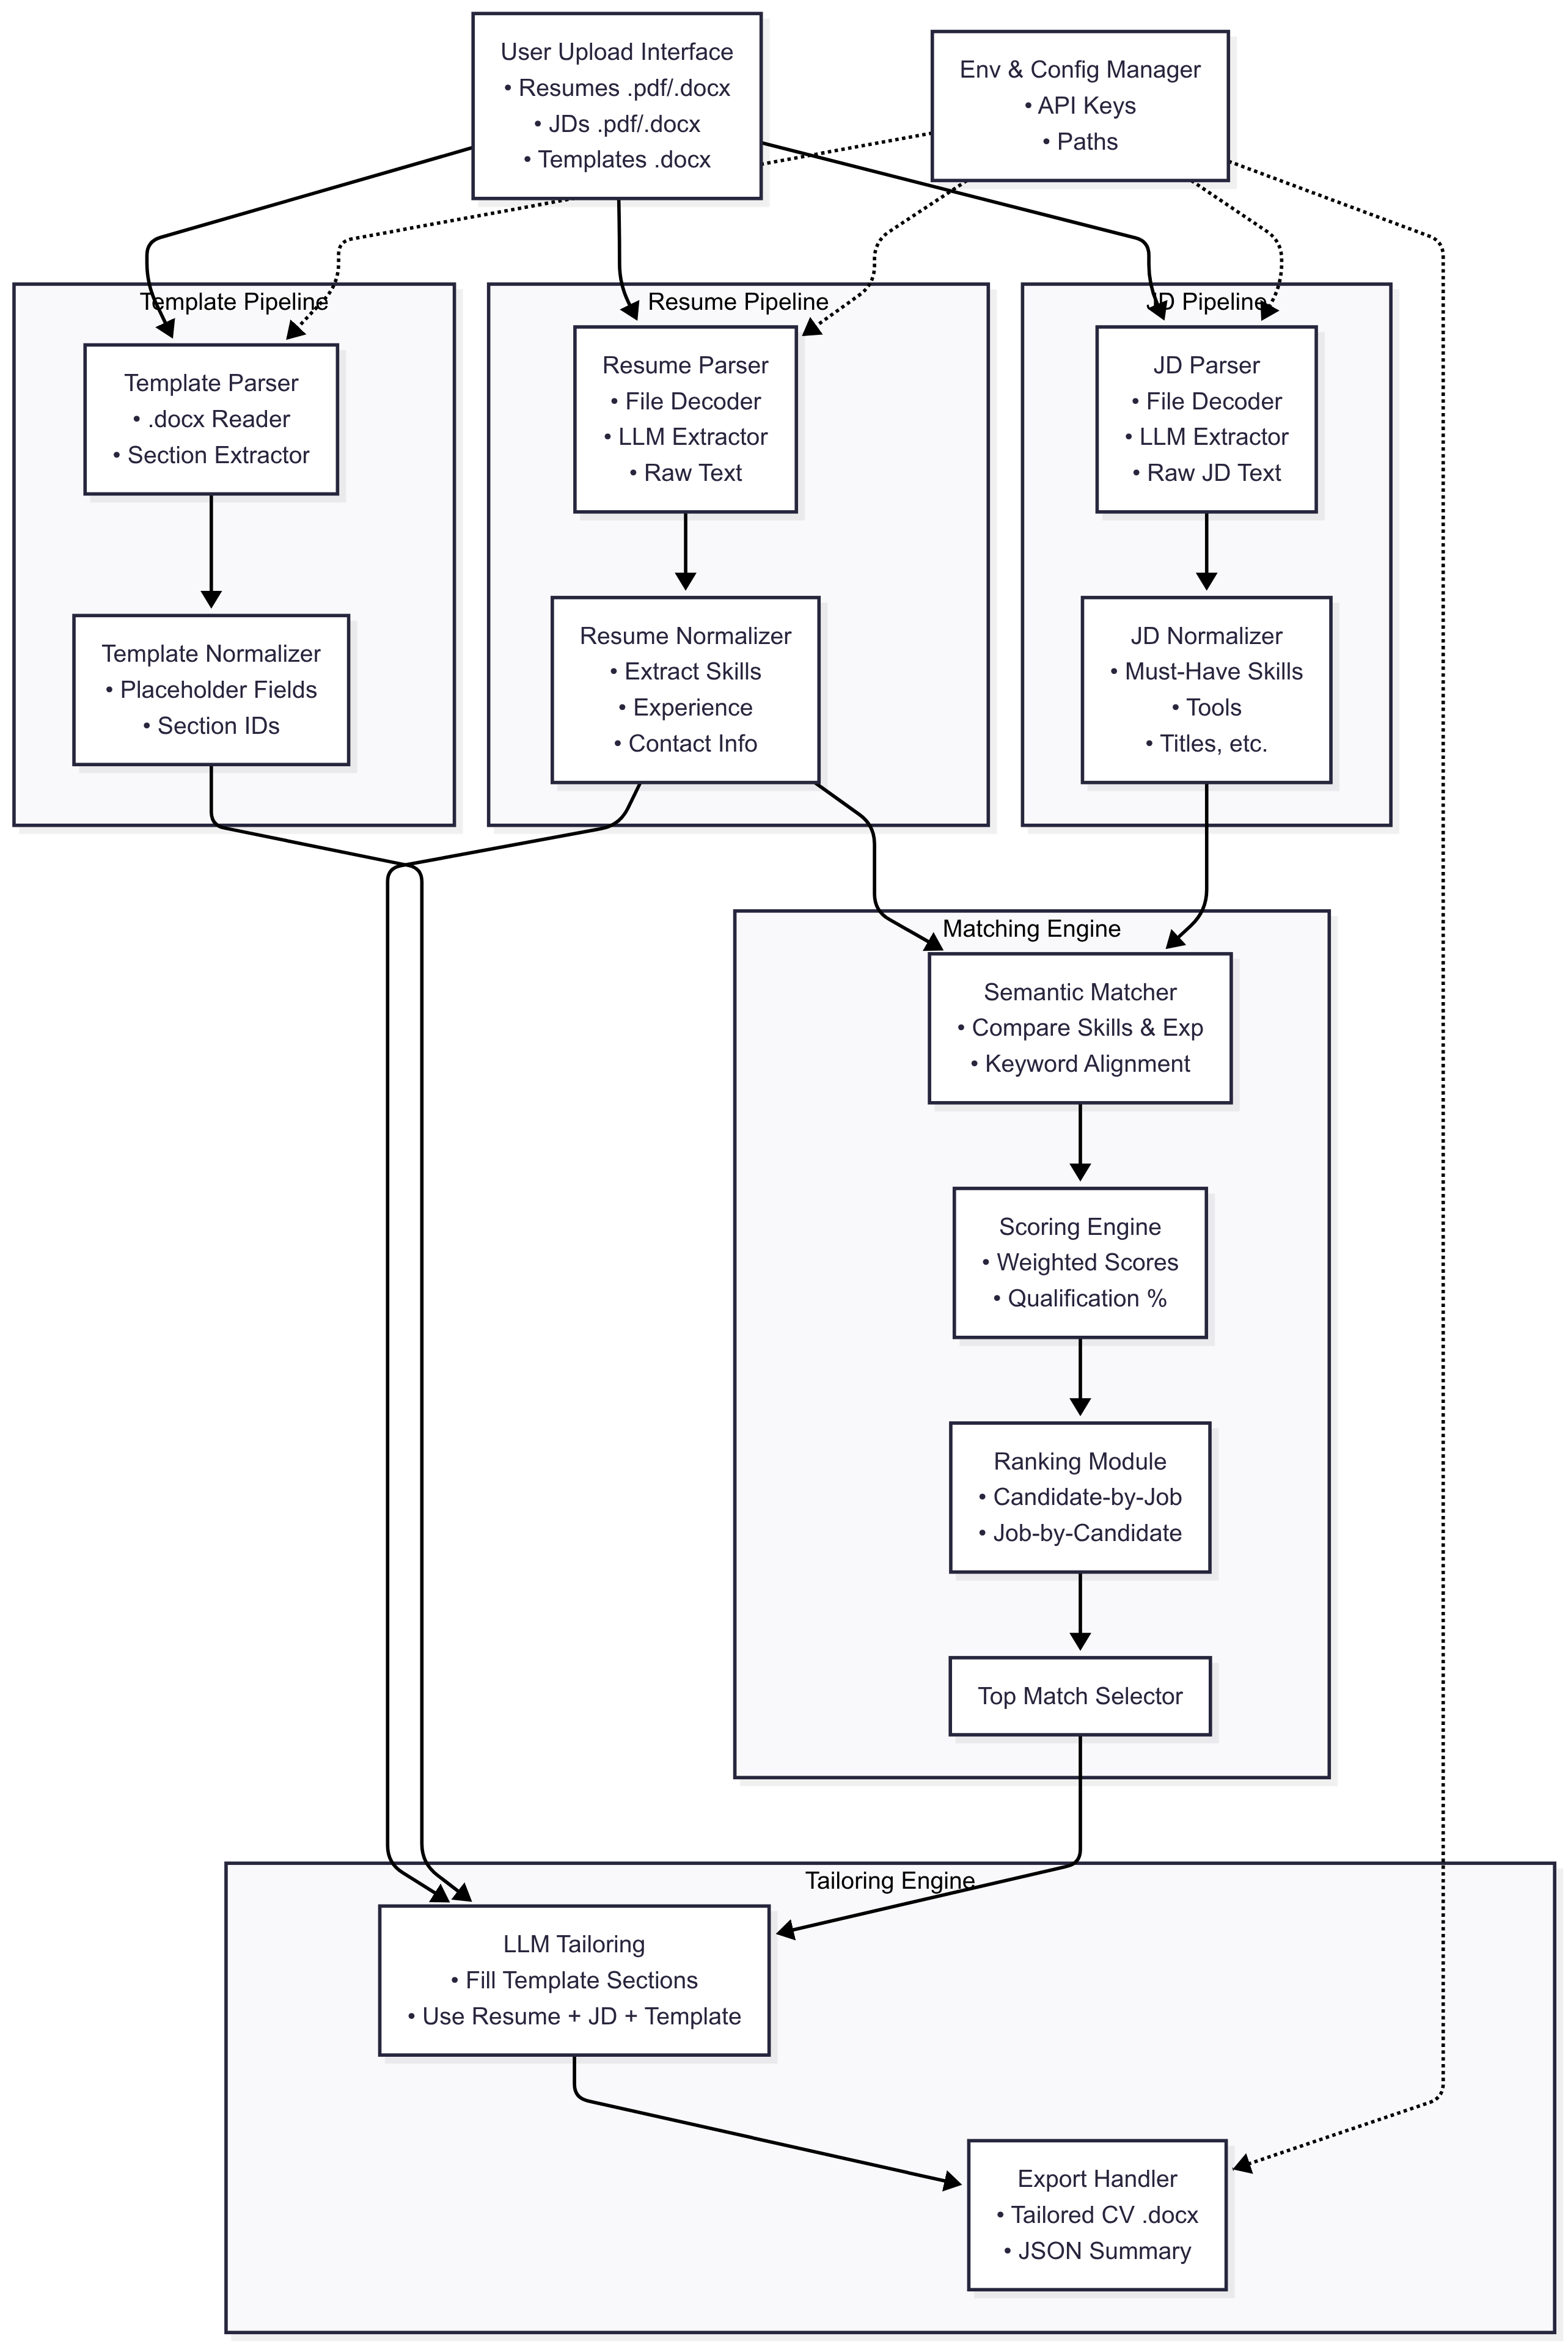 User Upload Interface
• Resumes .pdf/.docx
• JDs .pdf/.docx
• Templates .docx
Env & Config Manager
• API Keys
• Paths
Template Pipeline
Template Parser
• .docx Reader
• Section Extractor
Template Normalizer
• Placeholder Fields
• Section IDs
Resume Pipeline
Resume Parser
• File Decoder
• LLM Extractor
• Raw Text
Resume Normalizer
• Extract Skills
• Experience
• Contact Info
JD Pipeline
JD Parser
• File Decoder
• LLM Extractor
• Raw JD Text
JD Normalizer
• Must-Have Skills
• Tools
• Titles, etc.
Matching Engine
Semantic Matcher
• Compare Skills & Exp
• Keyword Alignment
Scoring Engine
• Weighted Scores
• Qualification %
Ranking Module
• Candidate-by-Job
• Job-by-Candidate
Top Match Selector
Tailoring Engine
LLM Tailoring
• Fill Template Sections
• Use Resume + JD + Template
Export Handler
• Tailored CV .docx
• JSON Summary